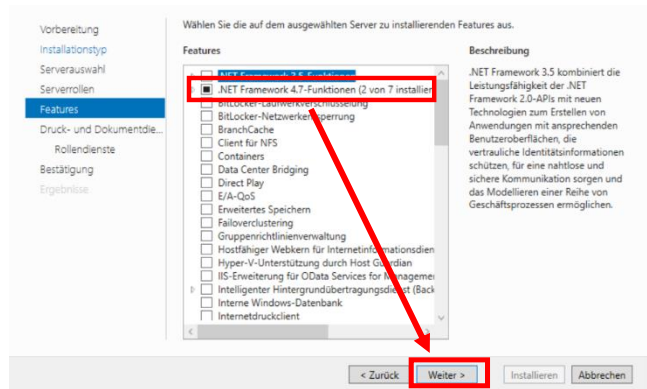 Wählen Sie die auf dem ausgewählten Server zu installierenden Features aus.
Vorbereitung
Installationstyp
Serverauswahl
Serverrollen
Features
Druck- und Dokumentdie...
Rollendienste
Bestätigung
Ergebnisse
Features
.NET Framework 3.5-Funktionen
.NET Framework 4.7-Funktionen (2 von 7 installier
BitLocker-Laufwerkverschlüsselung
BitLocker-Netzwerkentsperrung
BranchCache
Client für NFS
Containers
Data Center Bridging
Direct Play
E/A-QoS
Erweitertes Speichern
Failoverclustering
Gruppenrichtlinienverwaltung
Hostfähiger Webkern für Internetinformationsdien
Hyper-V-Unterstützung durch Host Guardian
IIS-Erweiterung für OData Services for Managemen
Intelligenter Hintergrundübertragungsdienst (Back
Interne Windows-Datenbank
Internetdruckclient
Beschreibung
.NET Framework 3.5 kombiniert die
Leistungsfähigkeit der .NET
Framework 2.0-APIs mit neuen
Technologien zum Erstellen von
Anwendungen mit ansprechenden
Benutzeroberflächen, die
vertrauliche Identitätsinformationen
schützen, für eine nahtlose und
sichere Kommunikation sorgen und
das Modellieren einer Reihe von
Geschäftsprozessen ermöglichen.
< Zurück
Weiter >
Installieren
Abbrechen